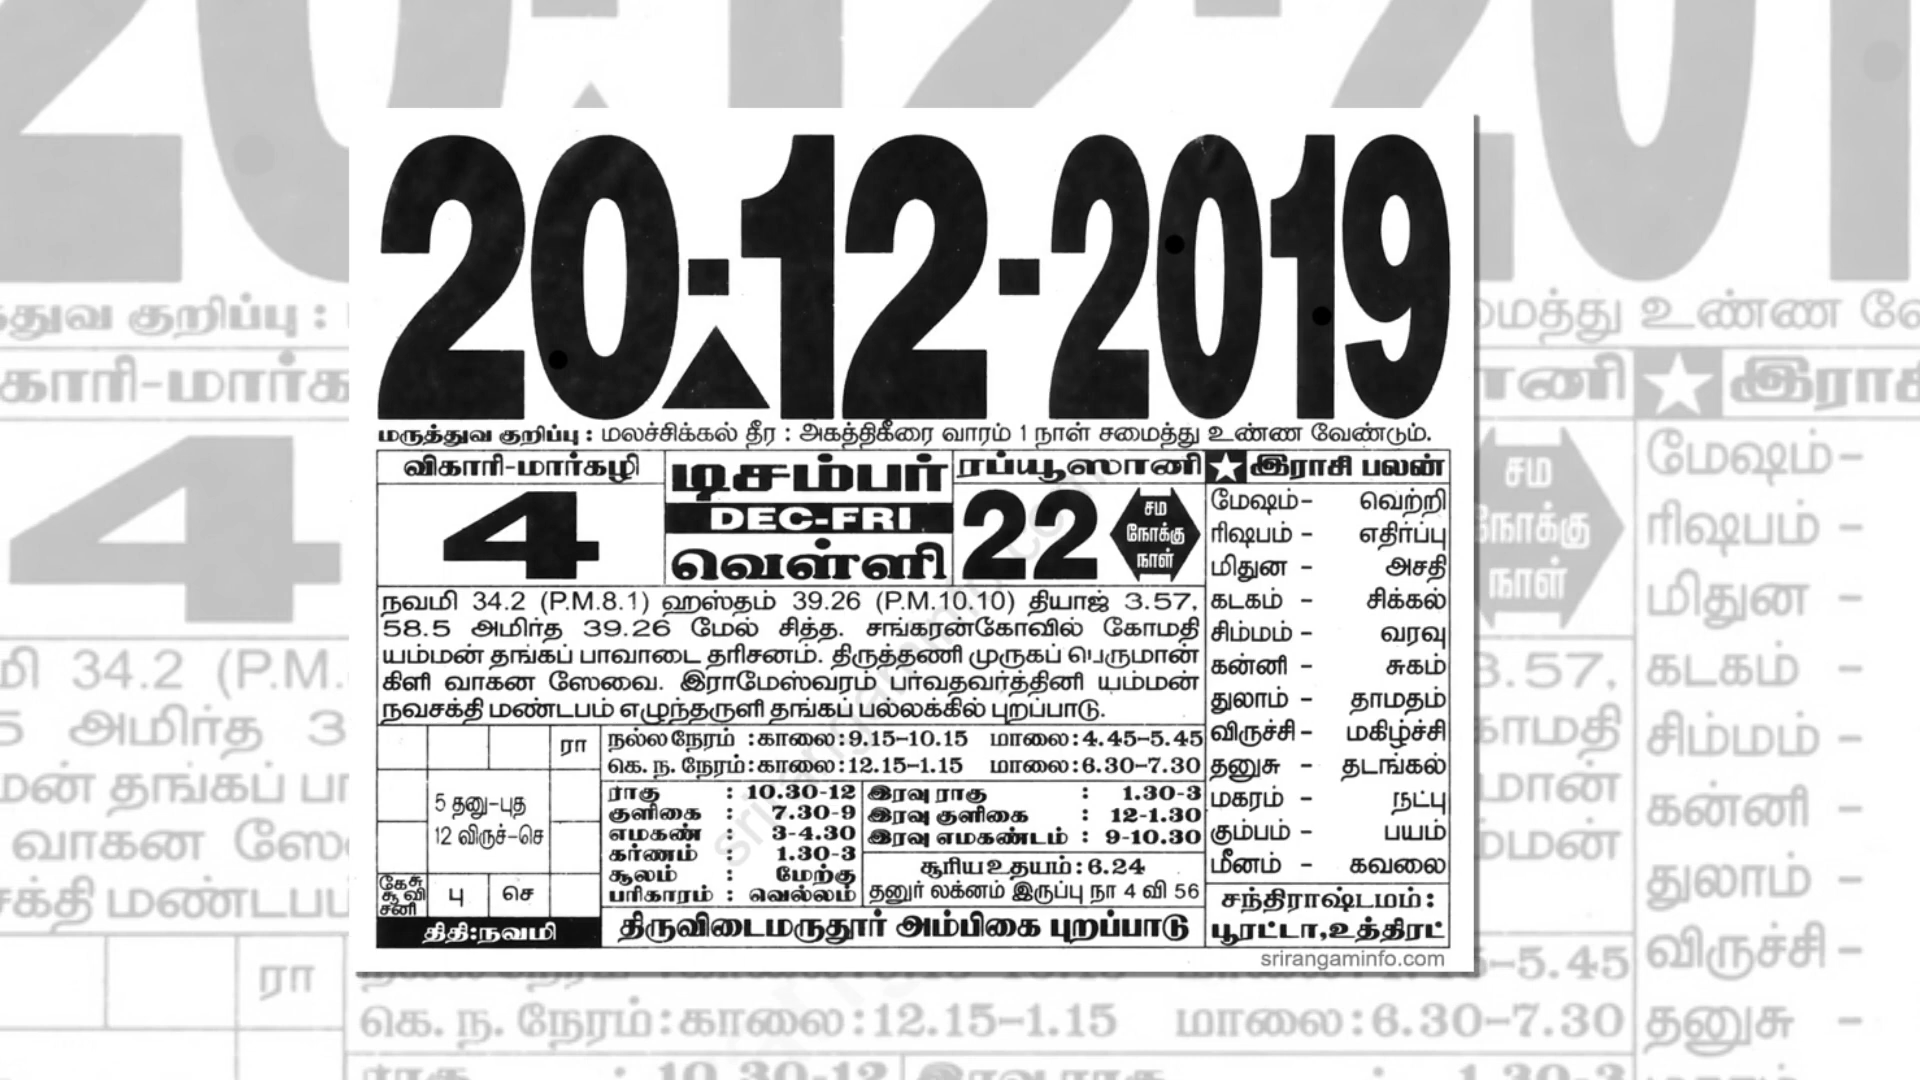 20-12-2019
மருத்துவ குறிப்பு : மலச்சிக்கல் தீர : அகத்திகீரை வாரம் 1 நாள் சமைத்து உண்ண வேண்டும்.
விகாரி-மார்கழி
4
டிசம்பர்
DEC-FRI
வெள்ளி
ரப்யூஸானி
22
சம
நோக்கு
நாள்
நவமி 34.2 (P.M.8.1) ஹஸ்தம் 39.26 (P.M.10.10) தியாஜ் 3.57,
58.5 அமிர்த 39.26 மேல் சித்த. சங்கரன்கோவில் கோமதி
யம்மன் தங்கப் பாவாடை தரிசனம். திருத்தணி முருகப் பெருமான்
கிளி வாகன ஸேவை. இராமேஸ்வரம் பர்வதவர்த்தினி யம்மன்
நவசக்தி மண்டபம் எழுந்தருளி தங்கப் பல்லக்கில் புறப்பாடு.
ரா
5 தனு-புத
12 விருச்-செ
கேசு
சூவி
சனி
பு
செ
திதி:நவமி
நல்லநேரம் :காலை:9.15-10.15 மாலை:4.45-5.45
கெ. ந. நேரம்:காலை:12.15-1.15 மாலை:6.30-7.30
ராகு : 10.30-12
குளிகை : 7.30-9
எமகண் : 3-4.30
கர்ணம் : 1.30-3
சூலம் : மேற்கு
பரிகாரம் : வெல்லம்
இரவு ராகு : 1.30-3
இரவு குளிகை : 12-1.30
இரவு எமகண்டம் : 9-10.30
சூரிய உதயம்:6.24
தனுர் லக்னம் இருப்பு நா 4 வி 56
திருவிடைமருதூர் அம்பிகை புறப்பாடு
இராசி பலன்
மேஷம்- வெற்றி
ரிஷபம் - எதிர்ப்பு
மிதுன - அசதி
கடகம் - சிக்கல்
சிம்மம் - வரவு
கன்னி - சுகம்
துலாம் - தாமதம்
விருச்சி - மகிழ்ச்சி
தனுசு - தடங்கல்
மகரம் - நட்பு
கும்பம் - பயம்
மீனம் - கவலை
சந்திராஷ்டமம்:
பூரட்டா,உத்திரட்
srirangaminfo.com